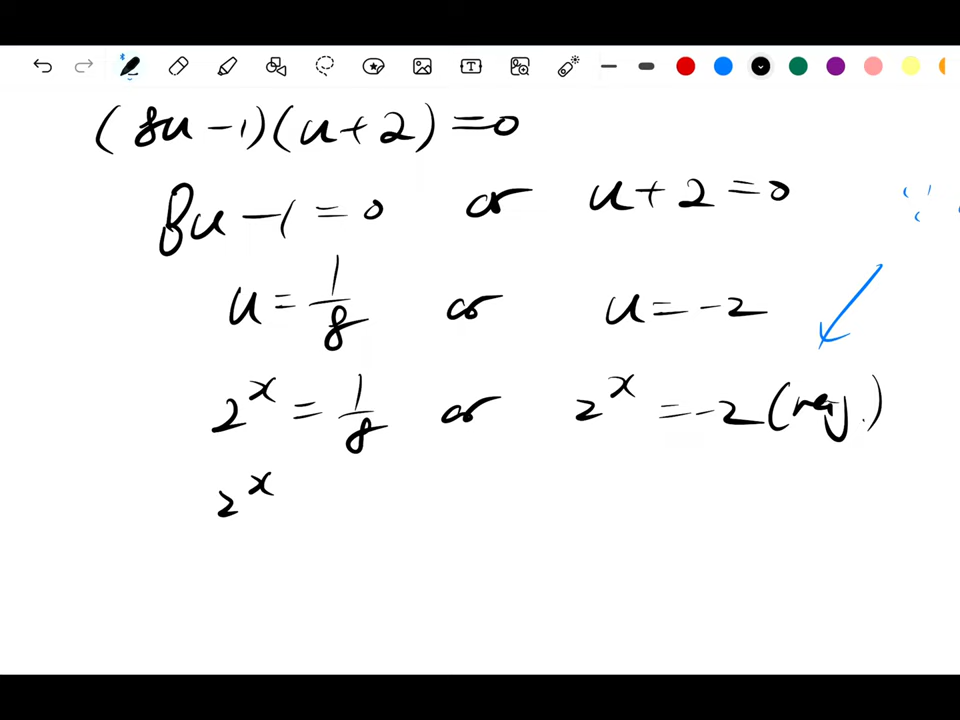 (8u-1)(u+2)=0
8u-1=0 or u+2=0
u=1/8 or u=-2
2^x=1/8 or 2^x=-2(rej.)
2^x